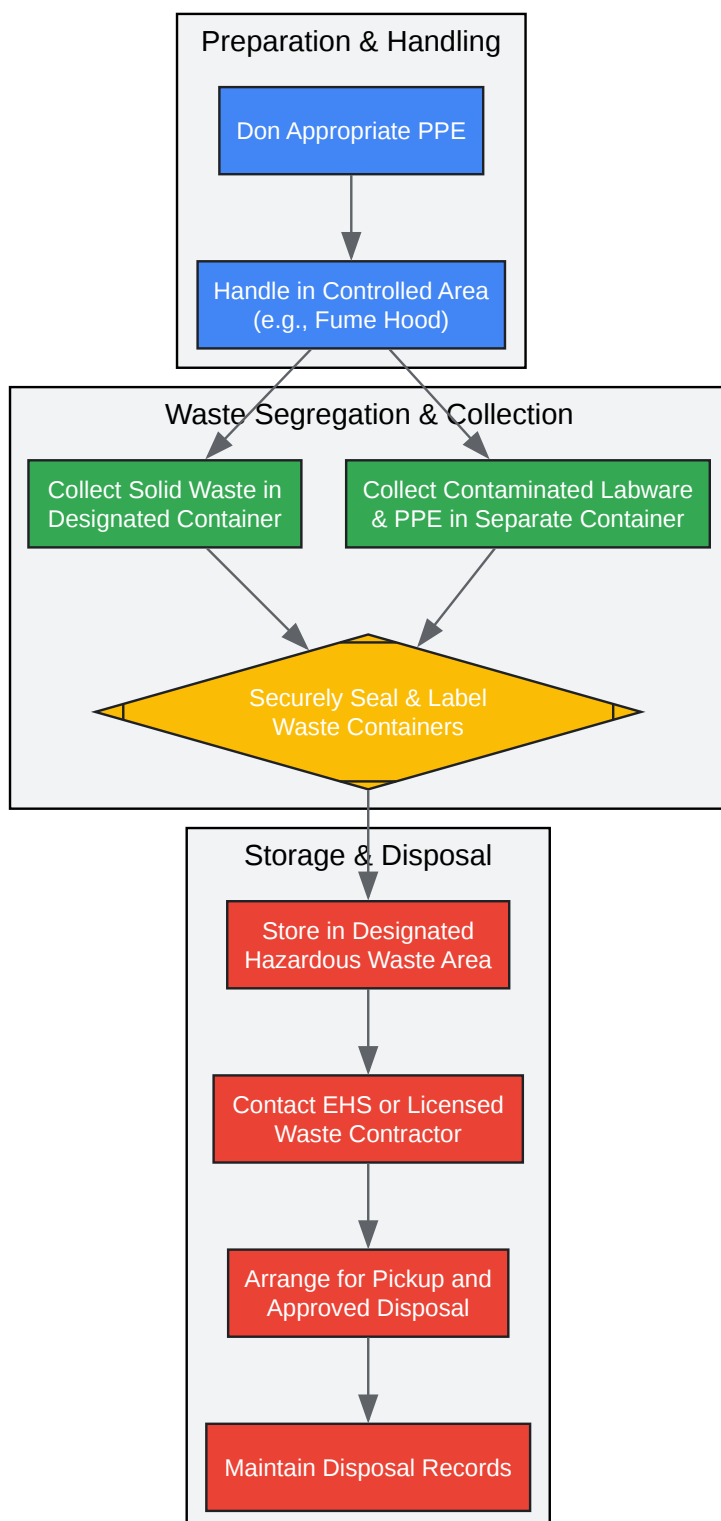 Preparation & Handling
Don Appropriate PPE
Handle in Controlled Area
(e.g., Fume Hood)
Waste Segregation & Collection
Collect Solid Waste in
Designated Container
Collect Contaminated Labware
& PPE in Separate Container
Securely Seal & Label
Waste Containers
Storage & Disposal
Store in Designated
Hazardous Waste Area
Contact EHS or Licensed
Waste Contractor
Arrange for Pickup and
Approved Disposal
Maintain Disposal Records